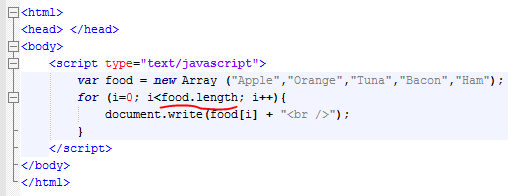 <html>
<head> </head>
<body>
<script type="text/javascript">
var food = new Array ("Apple","Orange","Tuna","Bacon","Ham");
for (i=0; i<food.length; i++){
document.write(food[i] + "<br />");
}
</script>
</body>
</html>